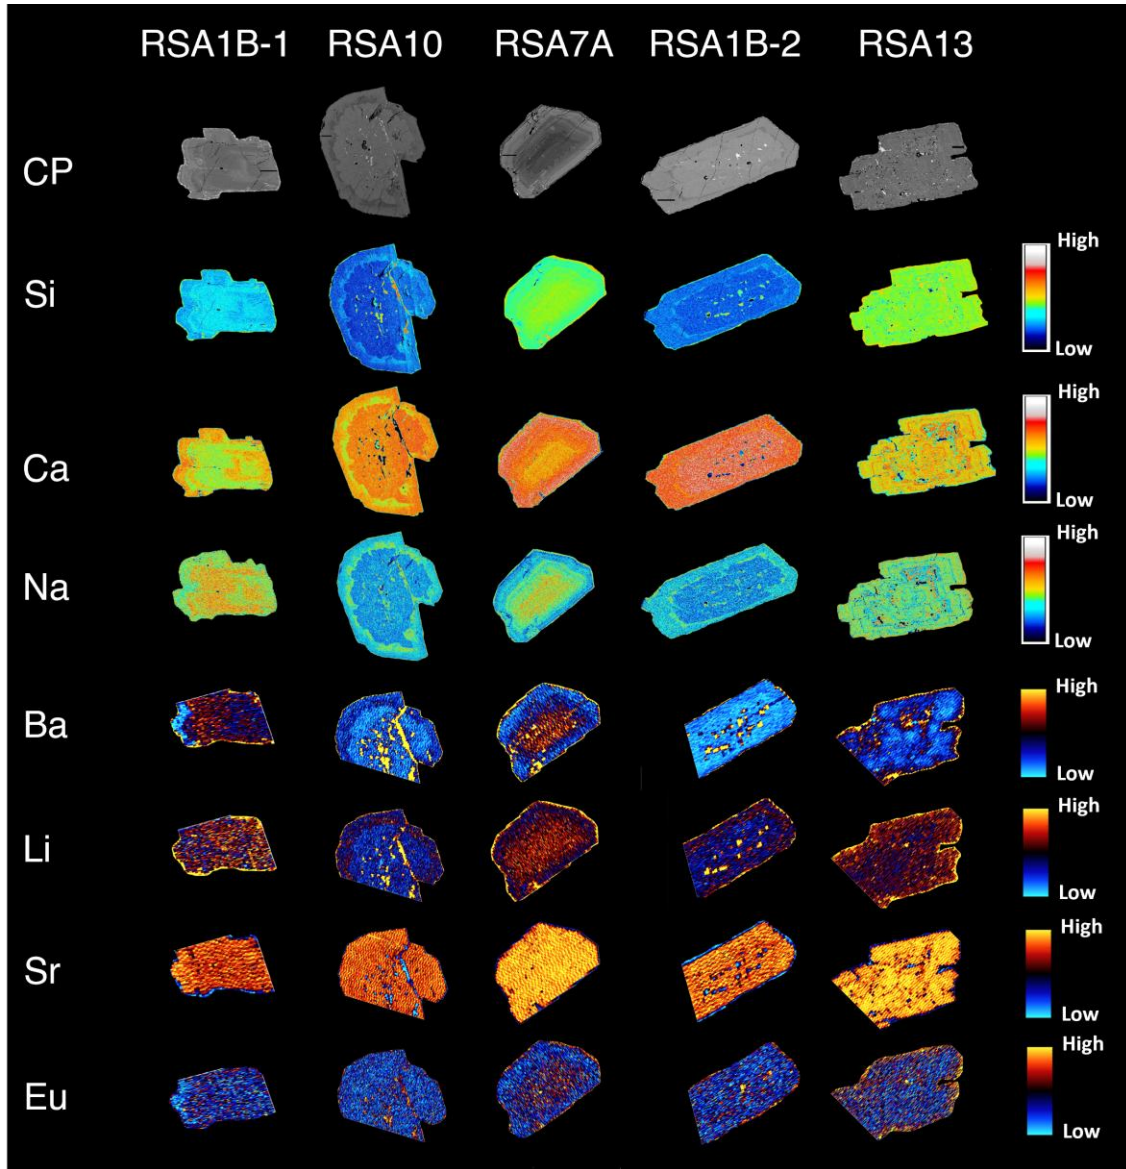 RSA1B-1 RSA10 RSA7A RSA1B-2 RSA13
CP
Si
High
Low
Ca
High
Low
Na
High
Low
Ba
High
Low
Li
High
Low
Sr
High
Low
Eu
High
Low